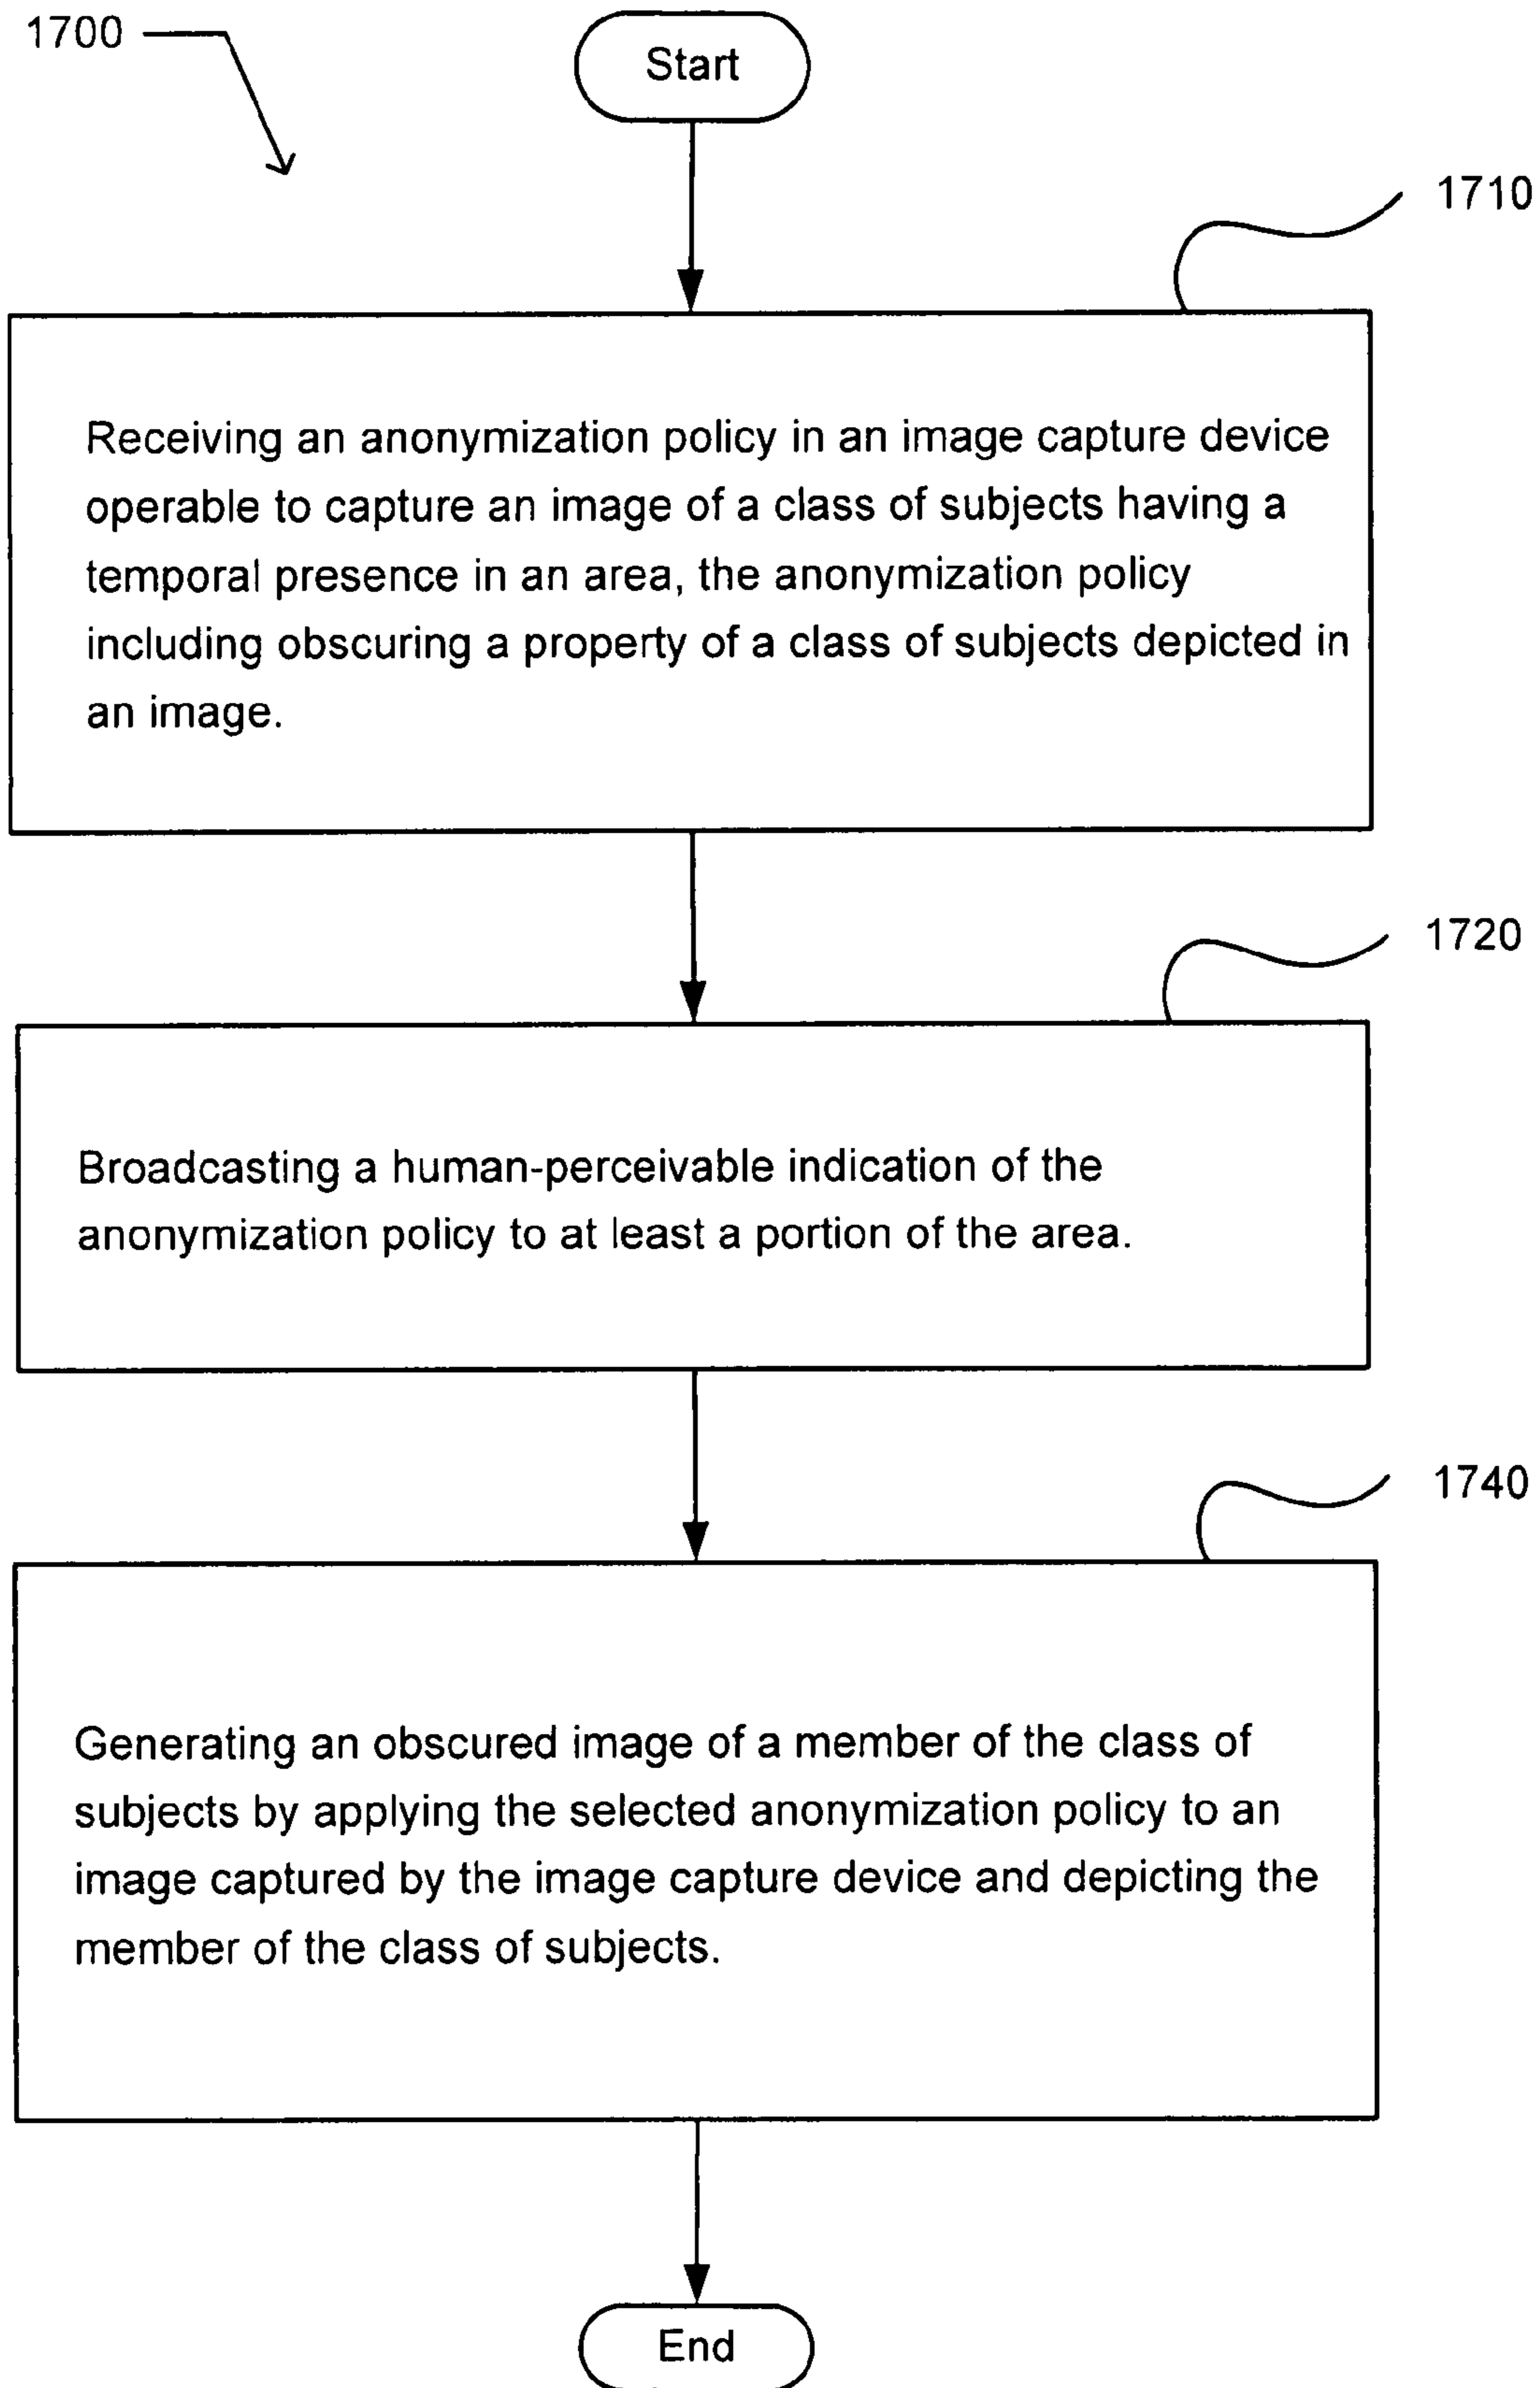 1700
Start
1710
Receiving an anonymization policy in an image capture device
operable to capture an image of a class of subjects having a
temporal presence in an area, the anonymization policy
including obscuring a property of a class of subjects depicted in
an image.
1720
Broadcasting a human-perceivable indication of the
anonymization policy to at least a portion of the area.
1740
Generating an obscured image of a member of the class of
subjects by applying the selected anonymization policy to an
image captured by the image capture device and depicting the
member of the class of subjects.
End